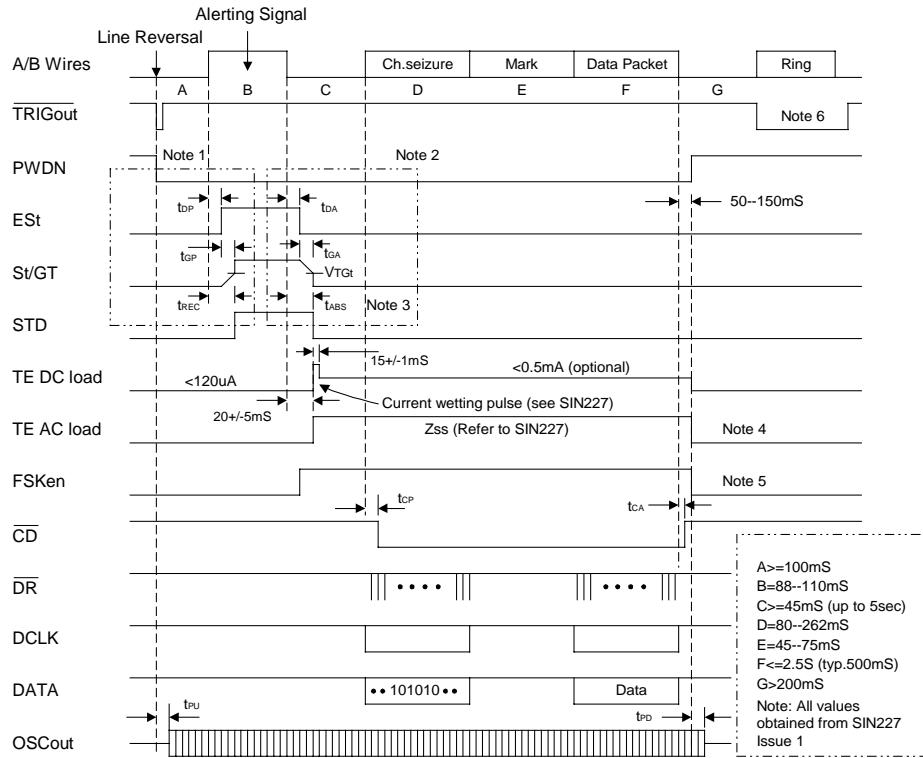 Alerting Signal
Line Reversal
A/B Wires
Ch.seizure
Mark
Data Packet
Ring
A
B
C
D
E
F
G
TRIGout
Note 6
PWDN
Note 1
Note 2
50--150mS
tDP
tDA
ESt
tGP
tGA
St/GT
VTGt
tREC
tABS
Note 3
STD
15+/-1mS
TE DC load
<120uA
<0.5mA (optional)
Current wetting pulse (see SIN227)
20+/-5mS
TE AC load
Zss (Refer to SIN227)
Note 4
FSKen
Note 5
tCP
tCA
CD
DR
DCLK
DATA
101010
Data
tPU
tPD
OSCout
A>=100mS
B=88--110mS
C>=45mS (up to 5sec)
D=80--262mS
E=45--75mS
F<=2.5S (typ.500mS)
G>200mS
Note: All values
obtained from SIN227
Issue 1